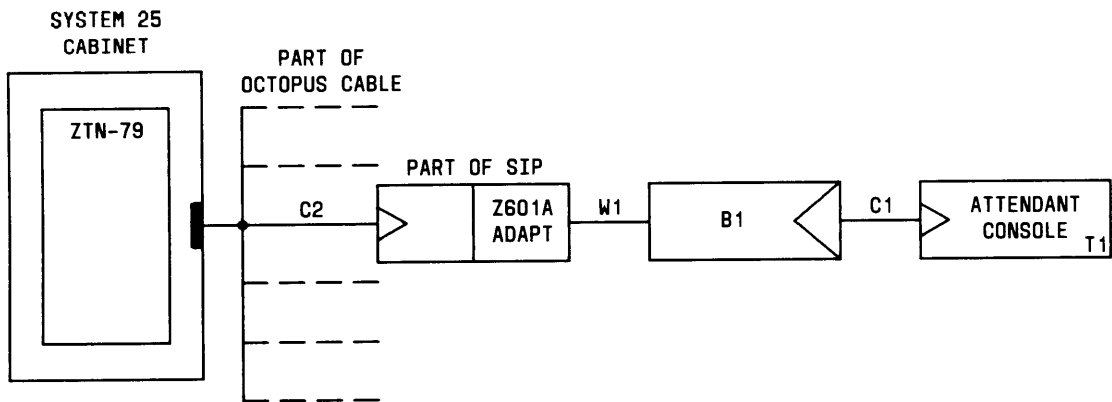 SYSTEM 25
CABINET
PART OF
OCTOPUS CABLE
ZTN-79
PART OF SIP
C2
Z601A
ADAPT
W1
B1
C1
ATTENDANT
CONSOLE
T1